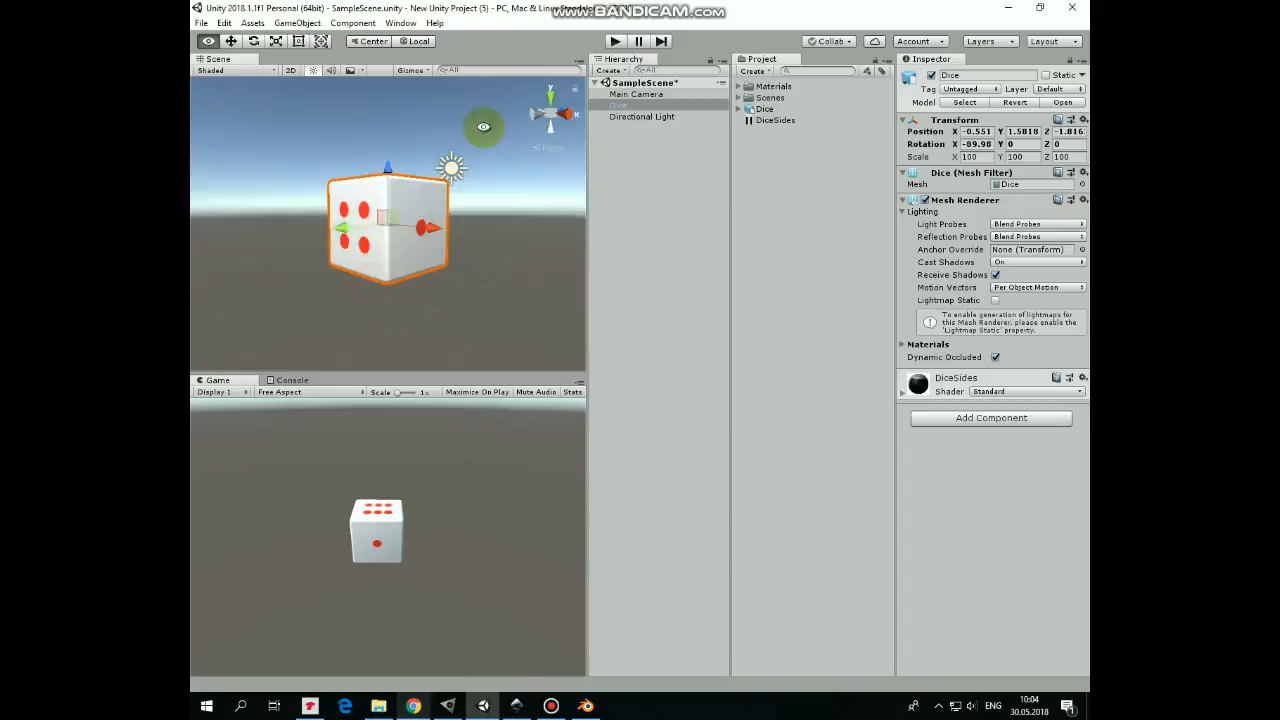 Unity 2018.1.1f1 Personal (64bit) - SampleScene.unity - New Unity Project (5) - PC, Mac & Linux
www.BANDICAM.com
File Edit Assets GameObject Component Window Help
Center Local Collab Account Layers Layout
Scene
Shaded 2D Gizmos All
y
x
Game Console
Display 1 Free Aspect Scale 1x Maximize On Play Mute Audio Stats
Hierarchy
Create All
SampleScene*
Main Camera
Dice
Directional Light
Project
Create
Materials
Scenes
Dice
DiceSides
Inspector
Dice Static
Tag Untagged Layer Default
Model Select Revert Open
Transform
Position X -0.551 Y 1.5818 Z -1.816
Rotation X -89.98 Y 0 Z 0
Scale X 100 Y 100 Z 100
Dice (Mesh Filter)
Mesh Dice
Mesh Renderer
Lighting
Light Probes Blend Probes
Reflection Probes Blend Probes
Anchor Override None (Transform)
Cast Shadows On
Receive Shadows
Motion Vectors Per Object Motion
Lightmap Static
To enable generation of lightmaps for
this Mesh Renderer, please enable the
'Lightmap Static' property.
Materials
Dynamic Occluded
DiceSides
Shader Standard
Add Component
ENG
10:04
30.05.2018
1